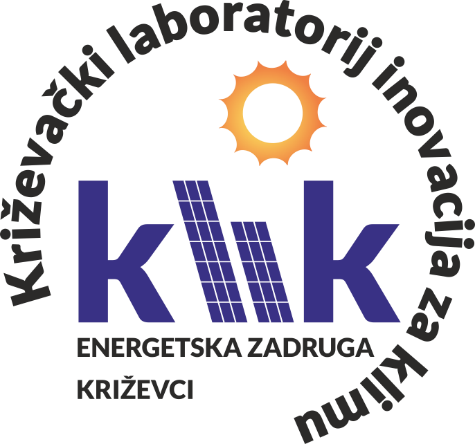 Križevački laboratorij inovacija za klimu
klik
ENERGETSKA ZADRUGA
KRIŽEVCI